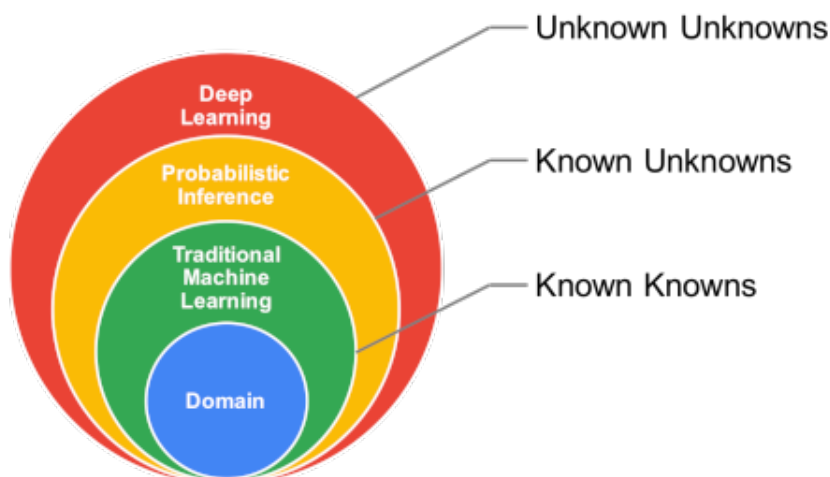 Unknown Unknowns
Deep
Learning
Known Unknowns
Probabilistic
Inference
Traditional
Machine
Learning
Known Knowns
Domain